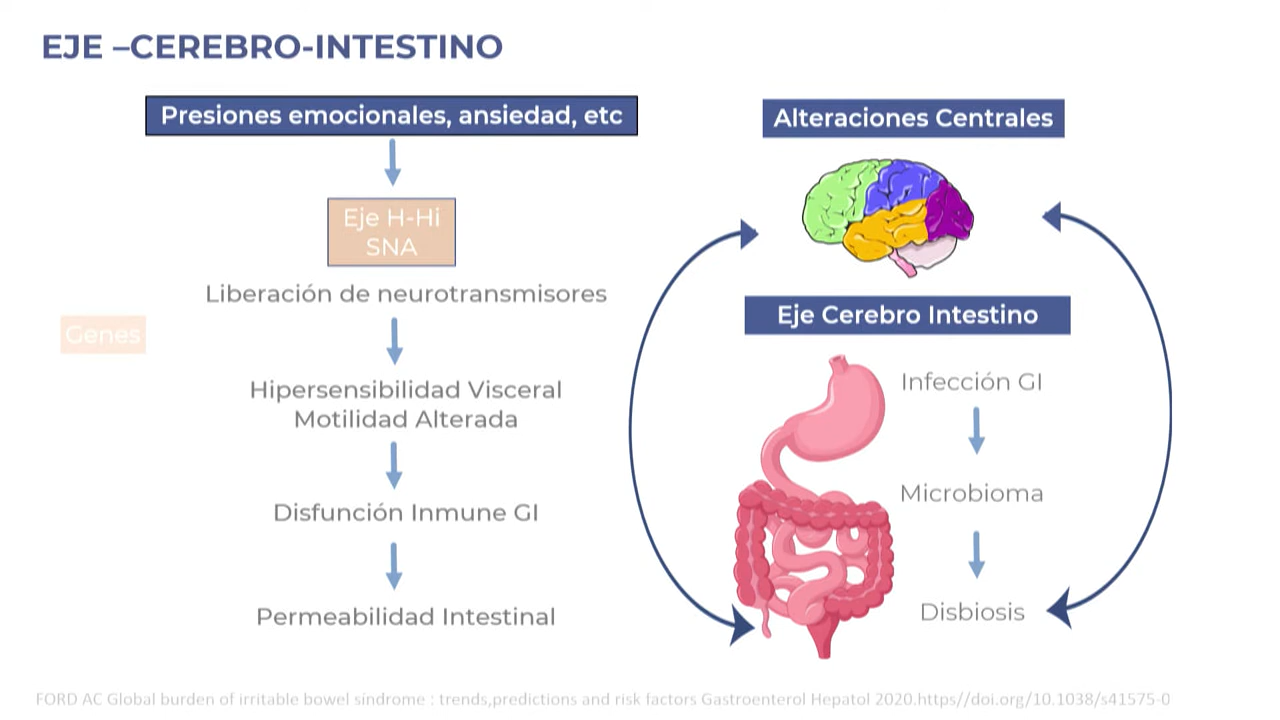 EJE –CEREBRO-INTESTINO
Presiones emocionales, ansiedad, etc
Eje H-Hi
SNA
Liberación de neurotransmisores
Genes
Hipersensibilidad Visceral
Motilidad Alterada
Disfunción Inmune GI
Permeabilidad Intestinal
Alteraciones Centrales
Eje Cerebro Intestino
Infección GI
Microbioma
Disbiosis
FORD AC Global burden of irritable bowel sindrome : trends,predictions and risk factors Gastroenterol Hepatol 2020.https//doi.org/10.1038/s41575-0